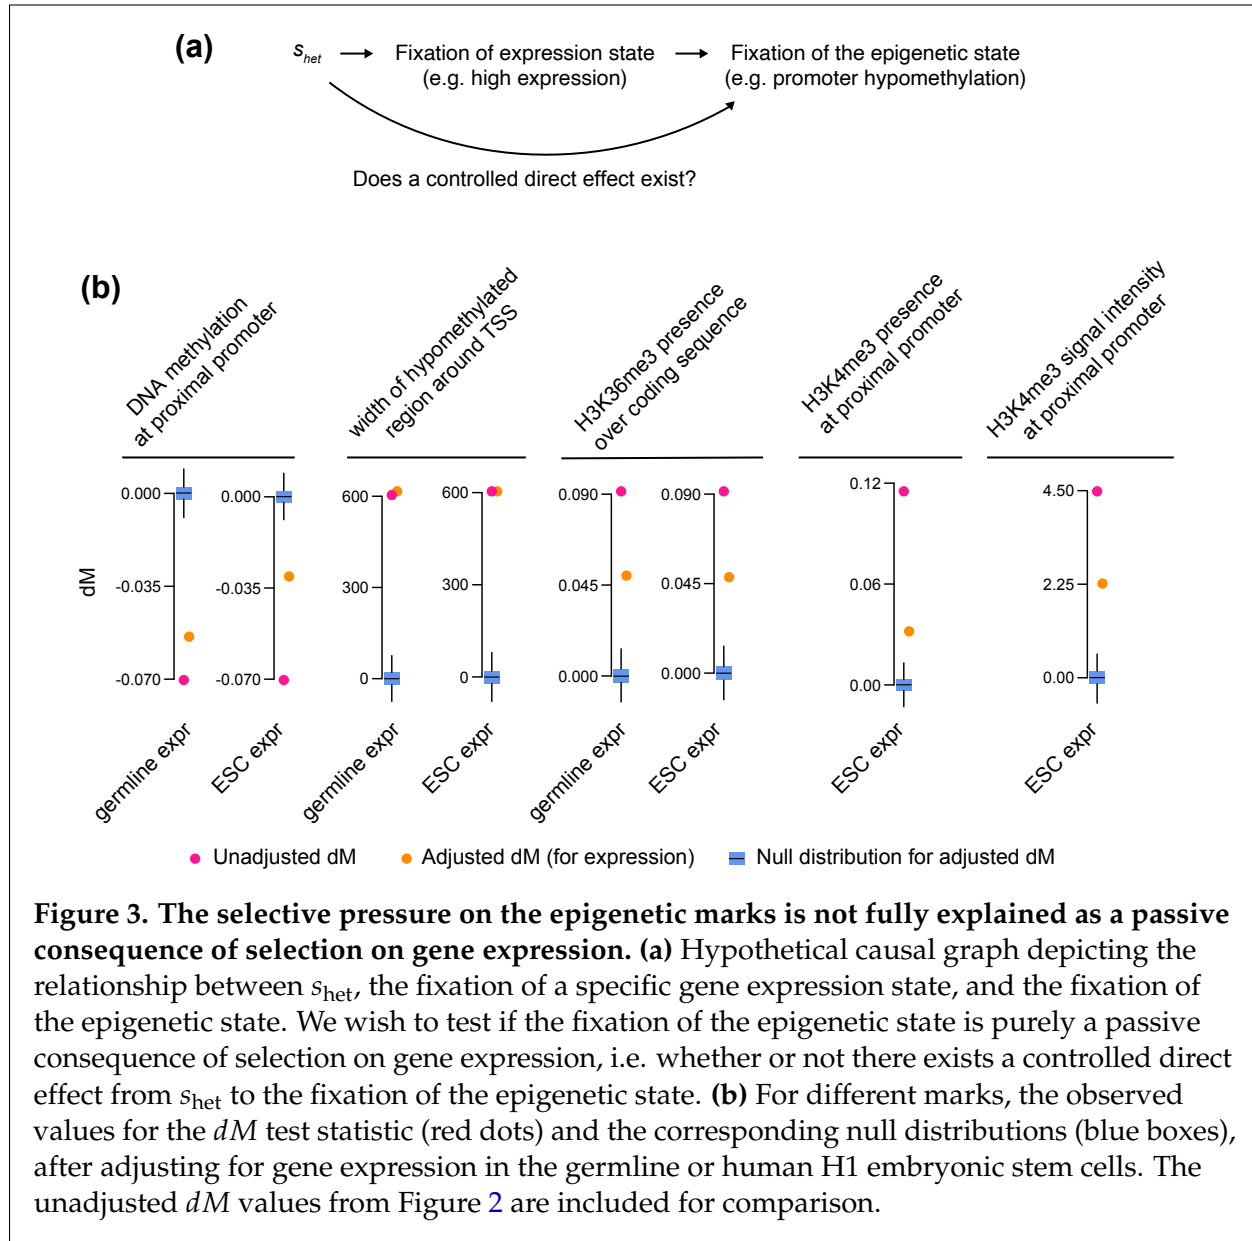 (a)
s_het → Fixation of expression state → Fixation of the epigenetic state
(e.g. high expression) (e.g. promoter hypomethylation)
Does a controlled direct effect exist?
(b)
DNA methylation
at proximal promoter
width of hypomethylated
region around TSS
H3K36me3 presence
over coding sequence
H3K4me3 presence
at proximal promoter
H3K4me3 signal intensity
at proximal promoter
dM
0.000
-0.035
-0.070
germline expr
0.000
-0.035
-0.070
ESC expr
600
300
0
germline expr
600
300
0
ESC expr
0.090
0.045
0.000
germline expr
0.090
0.045
0.000
ESC expr
0.12
0.06
0.00
ESC expr
4.50
2.25
0.00
ESC expr
Unadjusted dM Adjusted dM (for expression) Null distribution for adjusted dM
Figure 3. The selective pressure on the epigenetic marks is not fully explained as a passive
consequence of selection on gene expression. (a) Hypothetical causal graph depicting the
relationship between s_het, the fixation of a specific gene expression state, and the fixation of
the epigenetic state. We wish to test if the fixation of the epigenetic state is purely a passive
consequence of selection on gene expression, i.e. whether or not there exists a controlled direct
effect from s_het to the fixation of the epigenetic state. (b) For different marks, the observed
values for the dM test statistic (red dots) and the corresponding null distributions (blue boxes),
after adjusting for gene expression in the germline or human H1 embryonic stem cells. The
unadjusted dM values from Figure 2 are included for comparison.